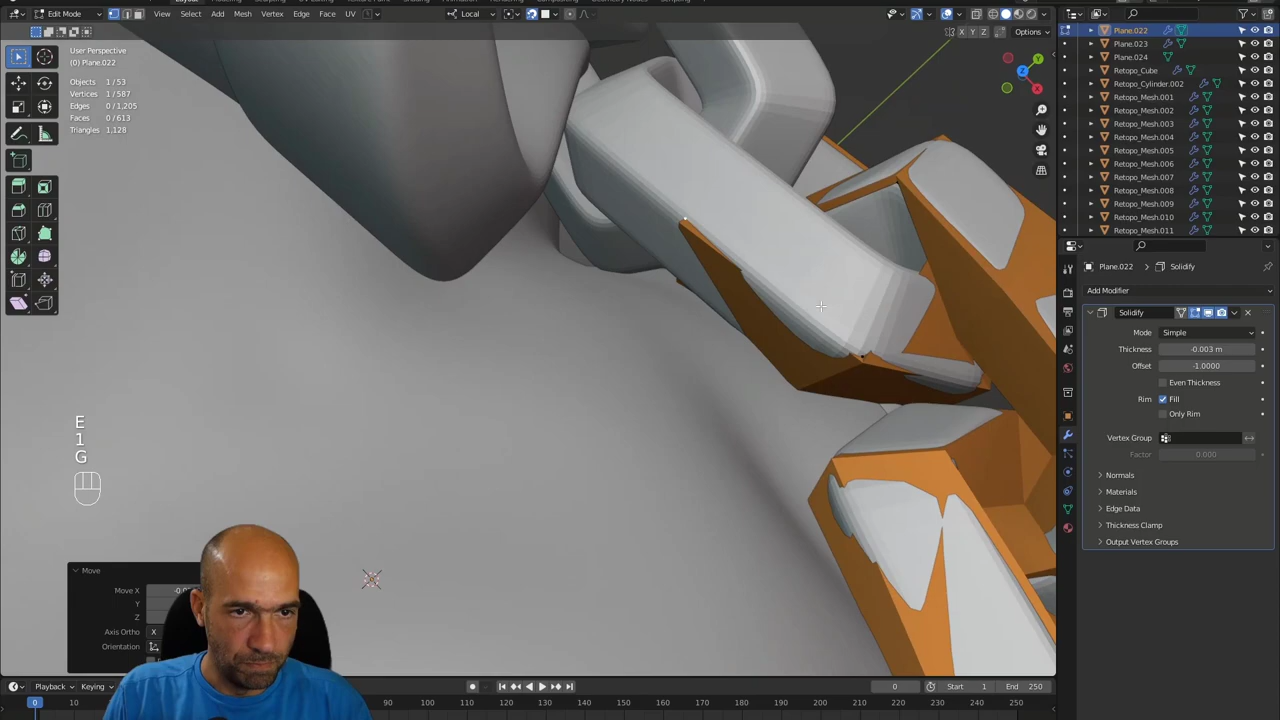 Edit Mode
View Select Add Mesh Vertex Edge Face UV
Local
X Y Z Options
User Perspective
(0) Plane.022
Objects 1 / 53
Vertices 1 / 587
Edges 0 / 1,205
Faces 0 / 613
Triangles 1,128
E
1
G
Move
Move X
Y
Z
Axis Ortho X
Orientation
Plane.022
Plane.023
Plane.024
Retopo_Cube
Retopo_Cylinder.002
Retopo_Mesh.001
Retopo_Mesh.002
Retopo_Mesh.003
Retopo_Mesh.004
Retopo_Mesh.005
Retopo_Mesh.006
Retopo_Mesh.007
Retopo_Mesh.008
Retopo_Mesh.009
Retopo_Mesh.010
Retopo_Mesh.011
Plane.022 > Solidify
Add Modifier
Solidify
Mode Simple
Thickness -0.003 m
Offset -1.0000
Even Thickness
Rim Fill
Only Rim
Vertex Group
Factor 0.000
Normals
Materials
Edge Data
Thickness Clamp
Output Vertex Groups
Playback Keying
0 Start 1 End 250
0 10 40 50 60 70 80 90 100 110 120 130 140 150 160 170 180 190 200 210 220 230 240 250